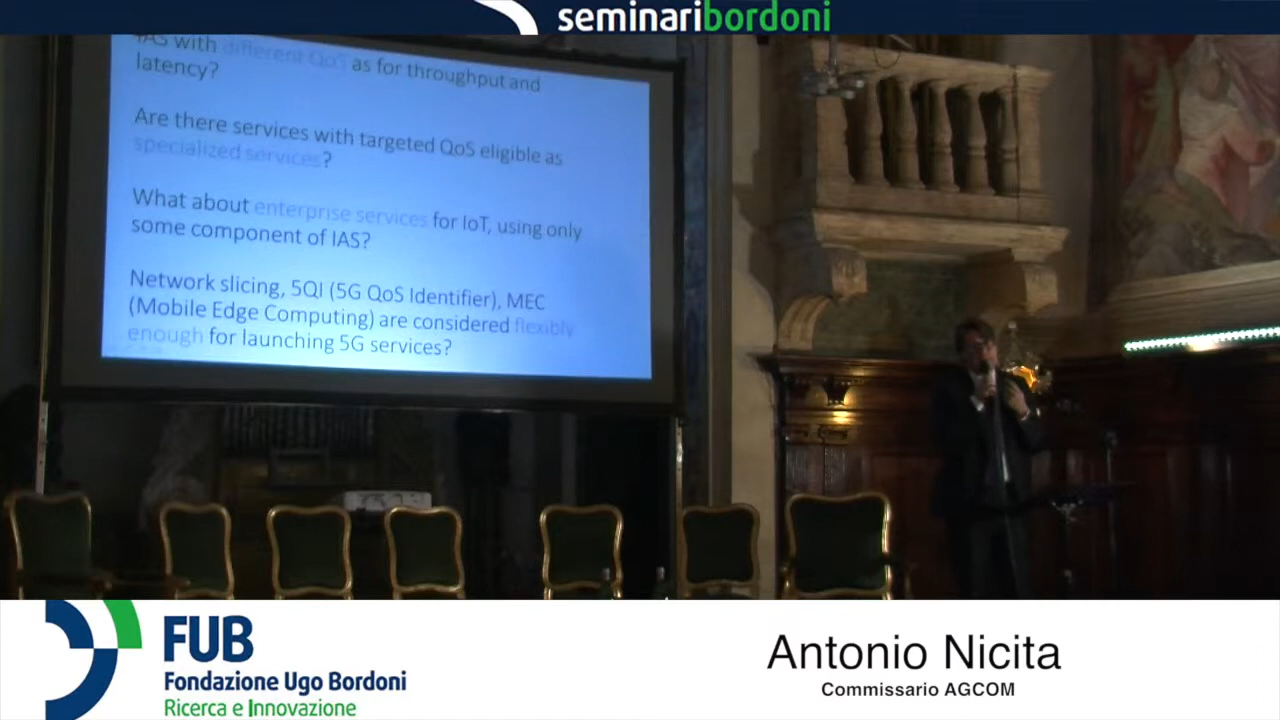 seminaribordoni
IAS with different QoS as for throughput and
latency?
Are there services with targeted QoS eligible as
specialized services?
What about enterprise services for IoT, using only
some component of IAS?
Network slicing, 5QI (5G QoS Identifier), MEC
(Mobile Edge Computing) are considered flexibly
enough for launching 5G services?
FUB
Fondazione Ugo Bordoni
Ricerca e Innovazione
Antonio Nicita
Commissario AGCOM